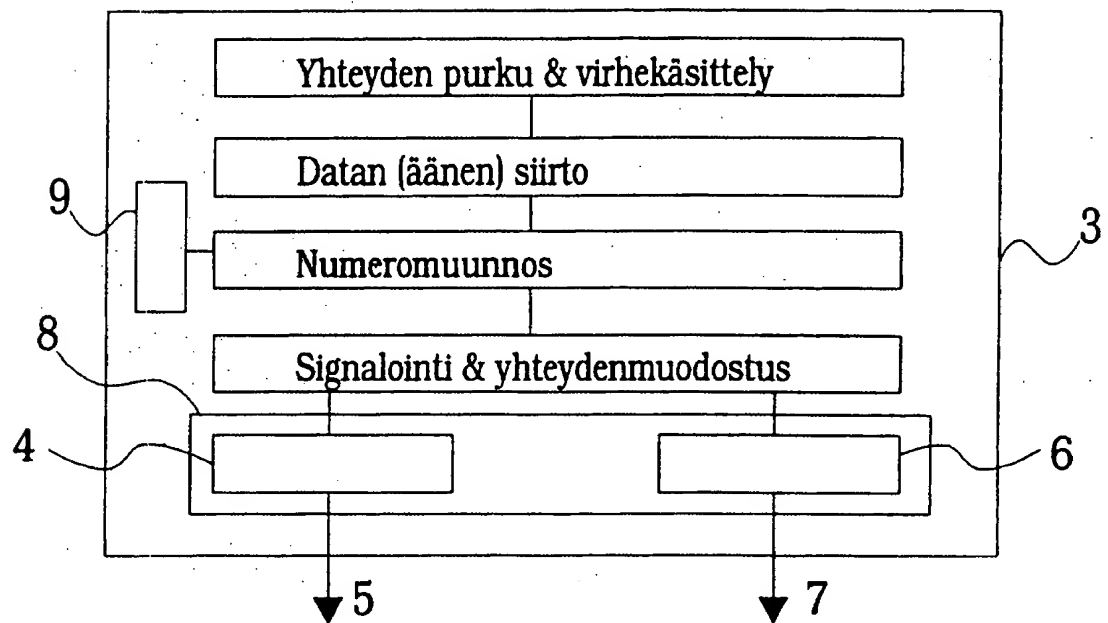 Yhteyden purku & virhekäsittely
Datan (äänen) siirto
9
3
Numeromuunnos
8
Signalointi & yhteydenmuodostus
4
6
5
7